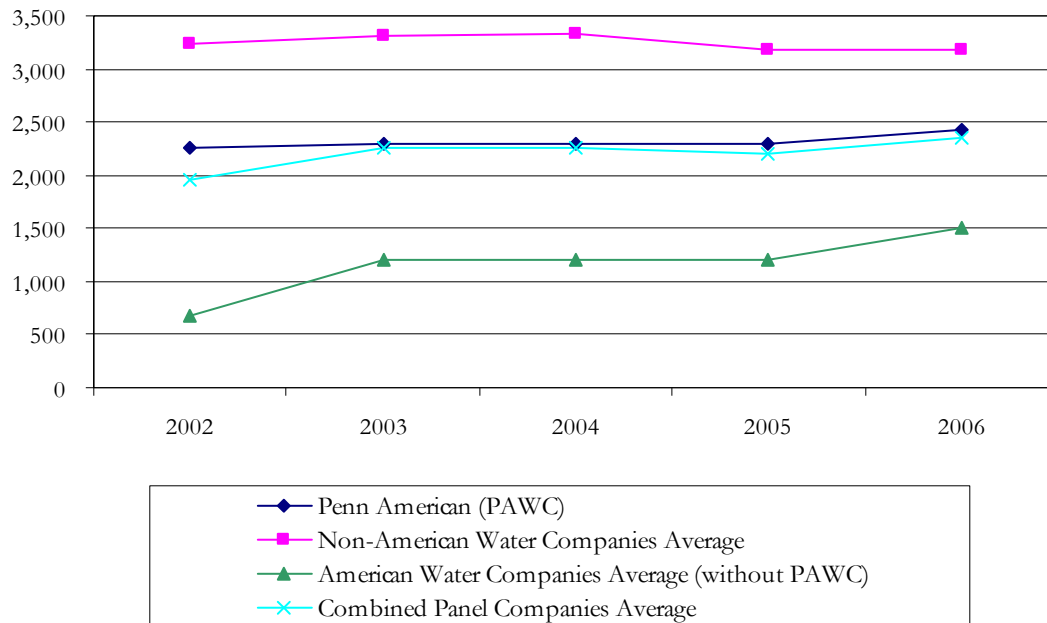 3,500
3,000
2,500
2,000
1,500
1,000
500
0
2002 2003 2004 2005 2006
Penn American (PAWC)
Non-American Water Companies Average
American Water Companies Average (without PAWC)
Combined Panel Companies Average